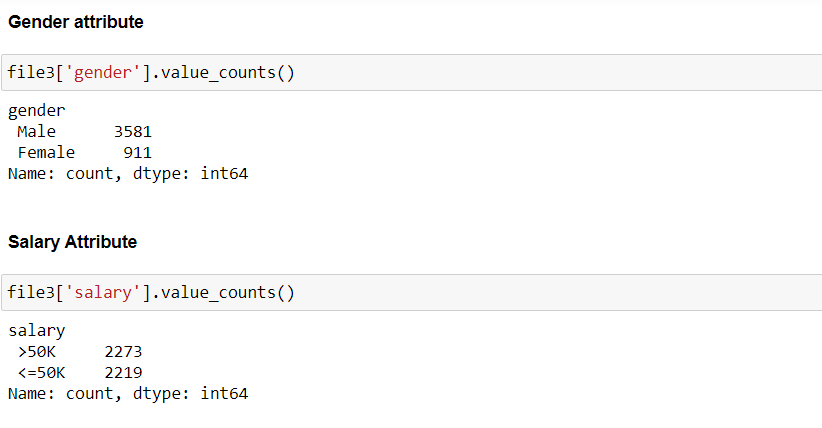 Gender attribute
file3['gender'].value_counts()
gender
 Male      3581
 Female     911
Name: count, dtype: int64
Salary Attribute
file3['salary'].value_counts()
salary
 >50K     2273
 <=50K    2219
Name: count, dtype: int64